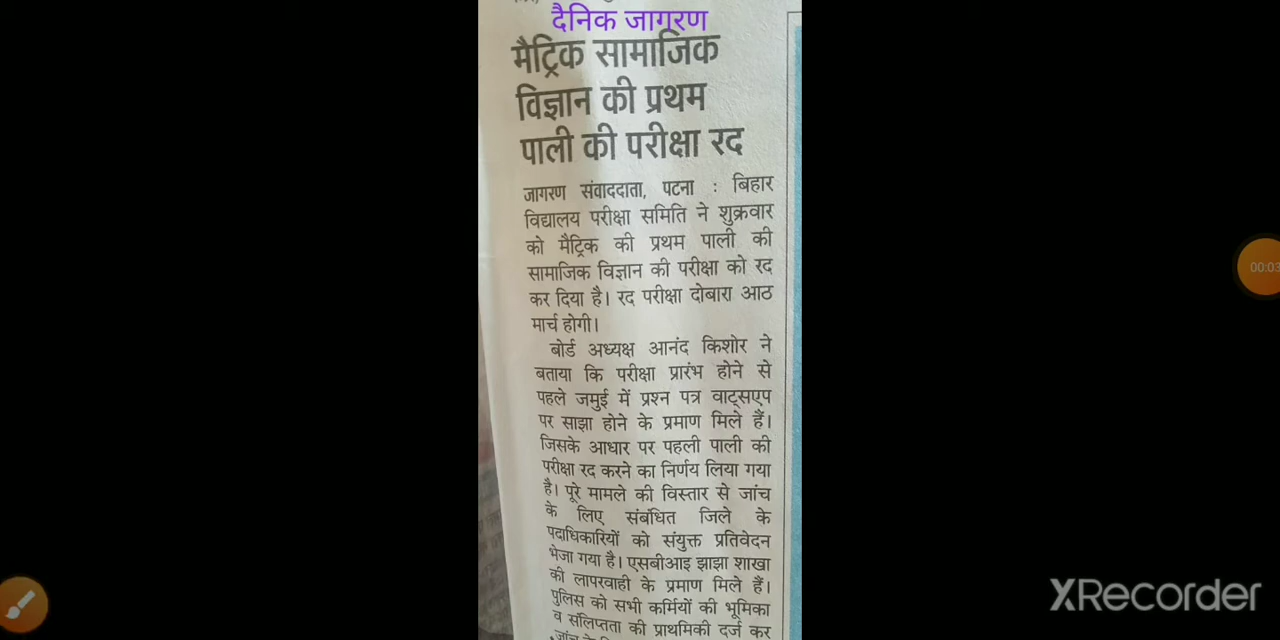 दैनिक जागरण
मैट्रिक सामाजिक
विज्ञान की प्रथम
पाली की परीक्षा रद
जागरण संवाददाता, पटना : बिहार
विद्यालय परीक्षा समिति ने शुक्रवार
को मैट्रिक की प्रथम पाली की
सामाजिक विज्ञान की परीक्षा को रद
कर दिया है। रद परीक्षा दोबारा आठ
मार्च होगी।
बोर्ड अध्यक्ष आनंद किशोर ने
बताया कि परीक्षा प्रारंभ होने से
पहले जमुई में प्रश्न पत्र वाट्सएप
पर साझा होने के प्रमाण मिले हैं।
जिसके आधार पर पहली पाली की
परीक्षा रद करने का निर्णय लिया गया
है। पूरे मामले की विस्तार से जांच
के लिए संबंधित जिले के
पदाधिकारियों को संयुक्त प्रतिवेदन
भेजा गया है। एसबीआइ झाझा शाखा
की लापरवाही के प्रमाण मिले हैं।
पुलिस को सभी कर्मियों की भूमिका
व संलिप्तता की प्राथमिकी दर्ज कर
00:03
XRecorder